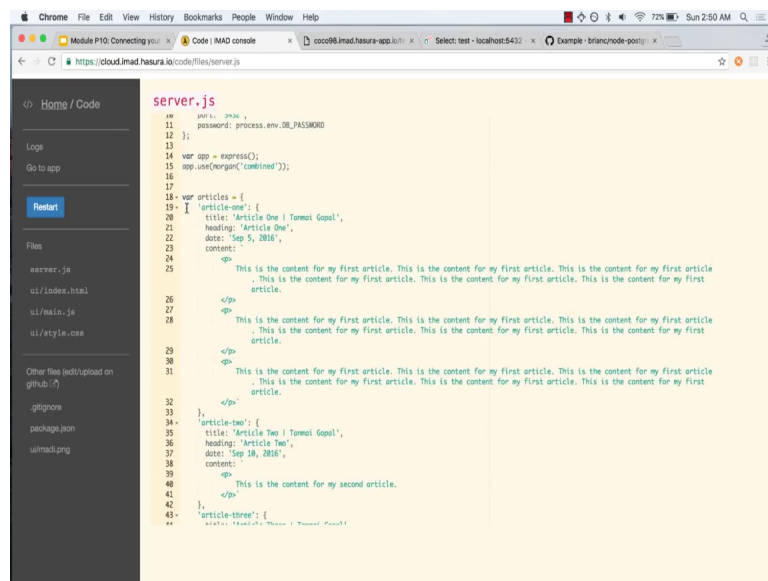 Chrome File Edit View History Bookmarks People Window Help 72% Sun 2:50 AM
Module P10: Connecting your Code | IMAD console coco98.imad.hasura-app.io/ Select: test - localhost:5432 - Example · brianc/node-postgr
https://cloud.imad.hasura.io/code/files/server.js
</> Home / Code
Logs
Go to app
Restart
Files
server.js
ui/index.html
ui/main.js
ui/style.css
Other files (edit/upload on
github )
.gitignore
package.json
ui/madi.png
server.js
10 port: '5432',
11 password: process.env.DB_PASSWORD
12 };
13
14 var app = express();
15 app.use(morgan('combined'));
16
17
18 var articles = {
19 'article-one': {
20 title: 'Article One | Tanmai Gopal',
21 heading: 'Article One',
22 date: 'Sep 5, 2016',
23 content: `
24 <p>
25 This is the content for my first article. This is the content for my first article. This is the content for my first article
. This is the content for my first article. This is the content for my first article. This is the content for my first
article.
26 </p>
27 <p>
28 This is the content for my first article. This is the content for my first article. This is the content for my first article
. This is the content for my first article. This is the content for my first article. This is the content for my first
article.
29 </p>
30 <p>
31 This is the content for my first article. This is the content for my first article. This is the content for my first article
. This is the content for my first article. This is the content for my first article. This is the content for my first
article.
32 </p>`
33 },
34 'article-two': {
35 title: 'Article Two | Tanmai Gopal',
36 heading: 'Article Two',
37 date: 'Sep 10, 2016',
38 content: `
39 <p>
40 This is the content for my second article.
41 </p>`
42 },
43 'article-three': {
44 title: 'Article Three | Tanmai Gopal'